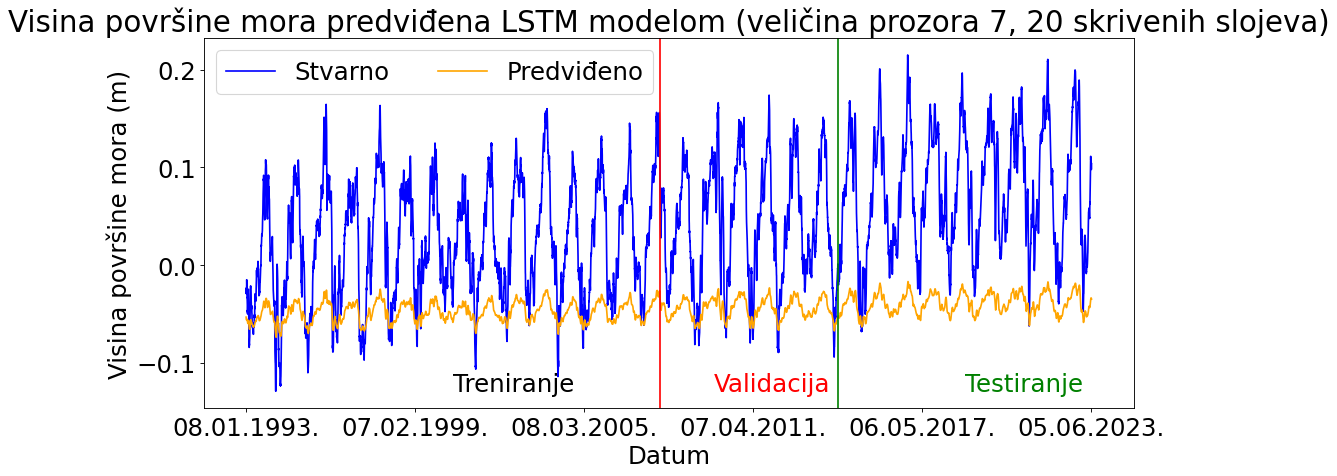 Visina površine mora predviđena LSTM modelom (veličina prozora 7, 20 skrivenih slojeva)
Stvarno
Predviđeno
Visina površine mora (m)
0.2
0.1
0.0
−0.1
Treniranje
Validacija
Testiranje
08.01.1993.
07.02.1999.
08.03.2005.
07.04.2011.
06.05.2017.
05.06.2023.
Datum